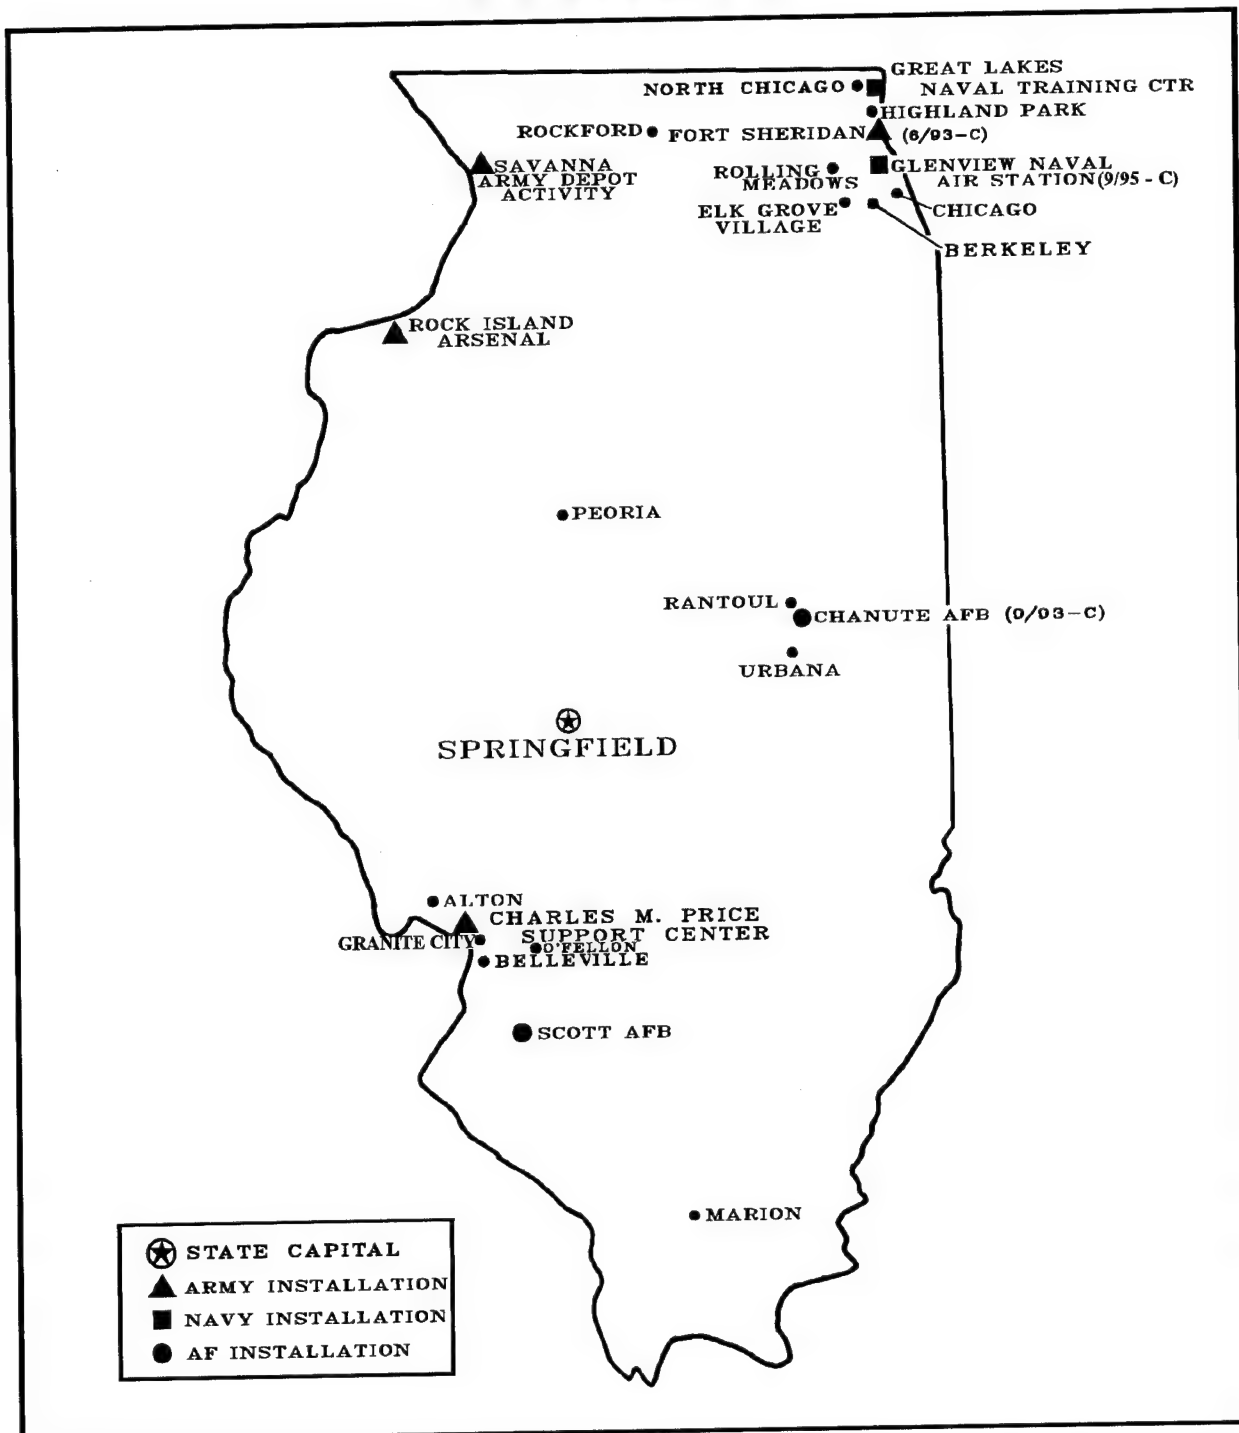 GREAT LAKES
NORTH CHICAGO
NAVAL TRAINING CTR
HIGHLAND PARK
ROCKFORD
FORT SHERIDAN
(6/93-C)
SAVANNA
ARMY DEPOT
ACTIVITY
ROLLING
MEADOWS
GLENVIEW NAVAL
AIR STATION(9/95 - C)
ELK GROVE
VILLAGE
CHICAGO
BERKELEY
ROCK ISLAND
ARSENAL
PEORIA
RANTOUL
CHANUTE AFB (9/93-C)
URBANA
SPRINGFIELD
ALTON
CHARLES M. PRICE
SUPPORT CENTER
GRANITE CITY
O'FELLON
BELLEVILLE
SCOTT AFB
MARION
STATE CAPITAL
ARMY INSTALLATION
NAVY INSTALLATION
AF INSTALLATION